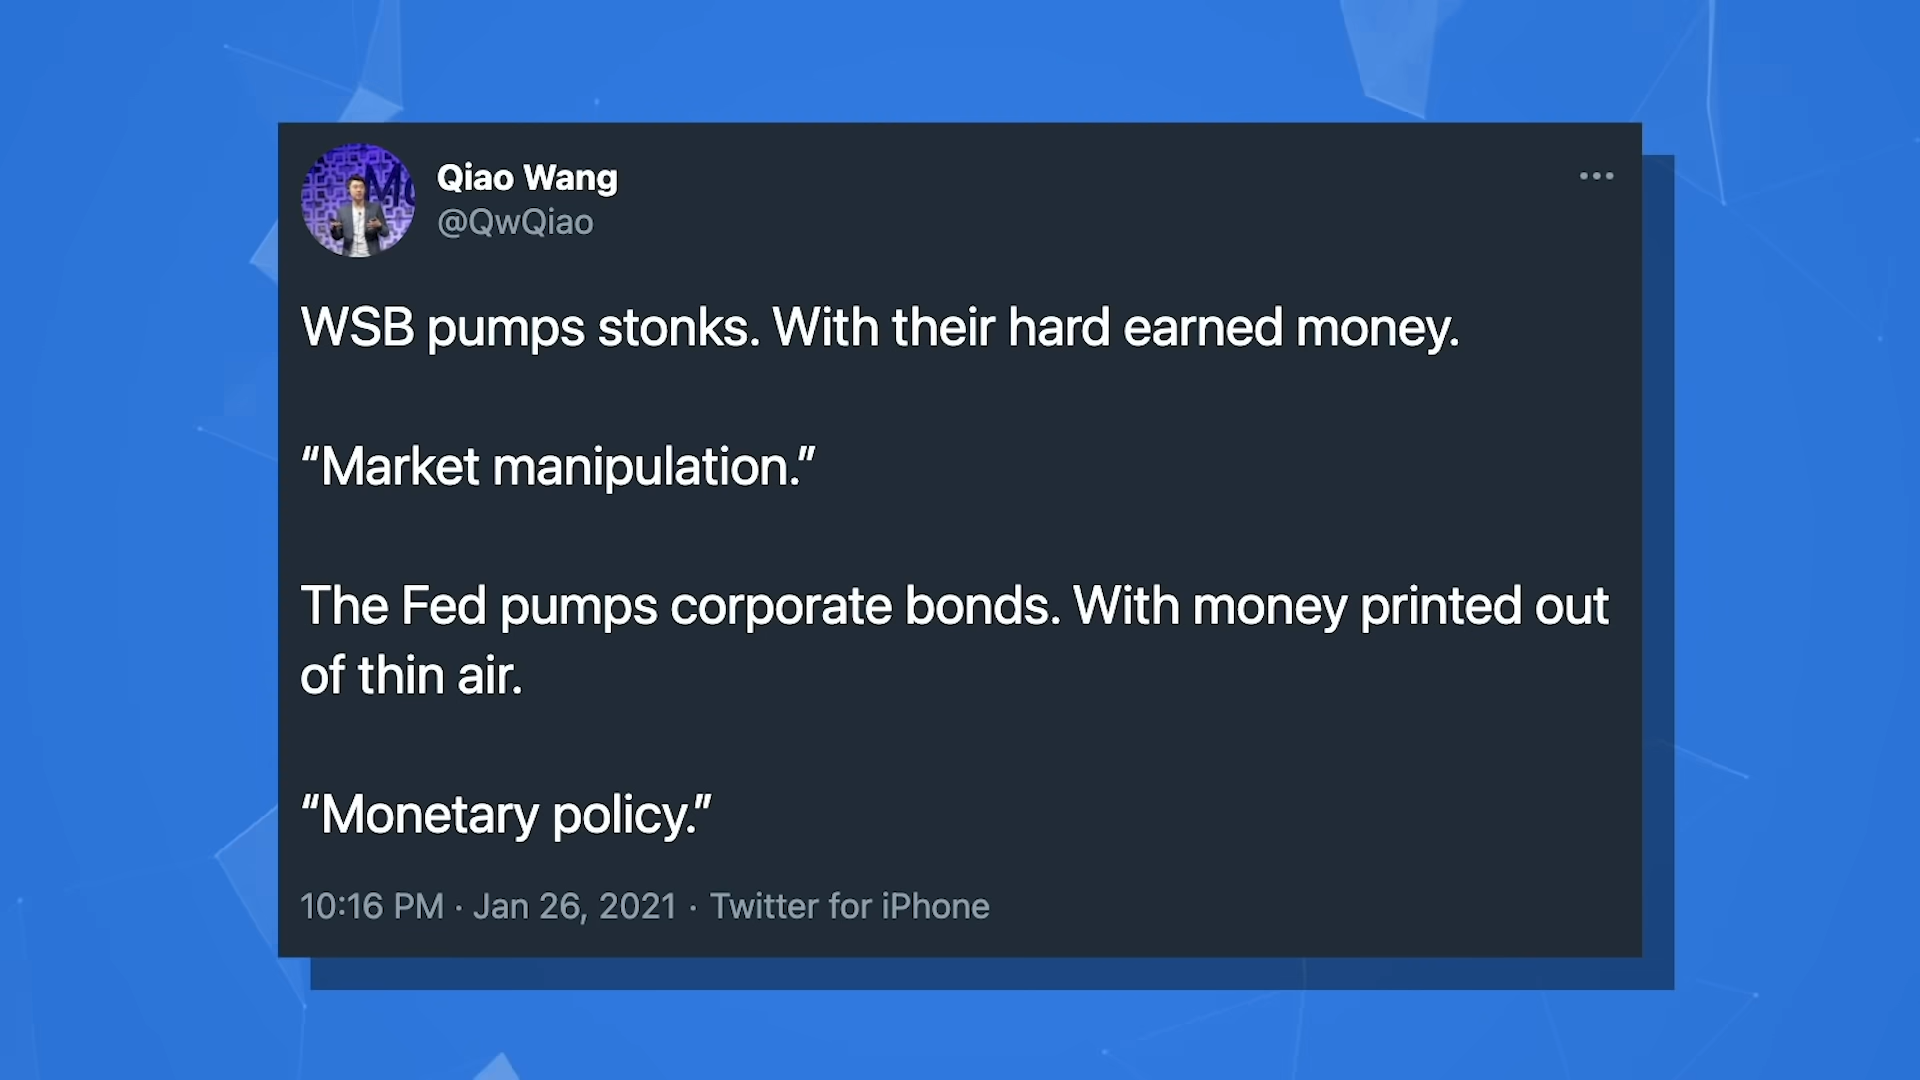 Qiao Wang
@QwQiao
WSB pumps stonks. With their hard earned money.
“Market manipulation.”
The Fed pumps corporate bonds. With money printed out
of thin air.
“Monetary policy.”
10:16 PM · Jan 26, 2021 · Twitter for iPhone